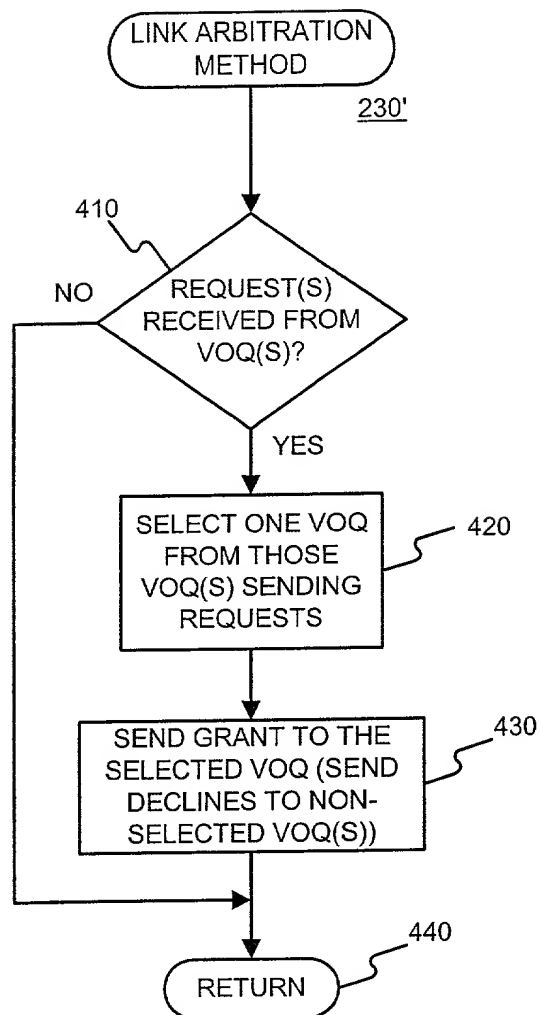 LINK ARBITRATION
METHOD
230'
410
NO
REQUEST(S)
RECEIVED FROM
VOQ(S)?
YES
SELECT ONE VOQ
FROM THOSE
VOQ(S) SENDING
REQUESTS
420
SEND GRANT TO THE
SELECTED VOQ (SEND
DECLINES TO NON-
SELECTED VOQ(S))
430
440
RETURN